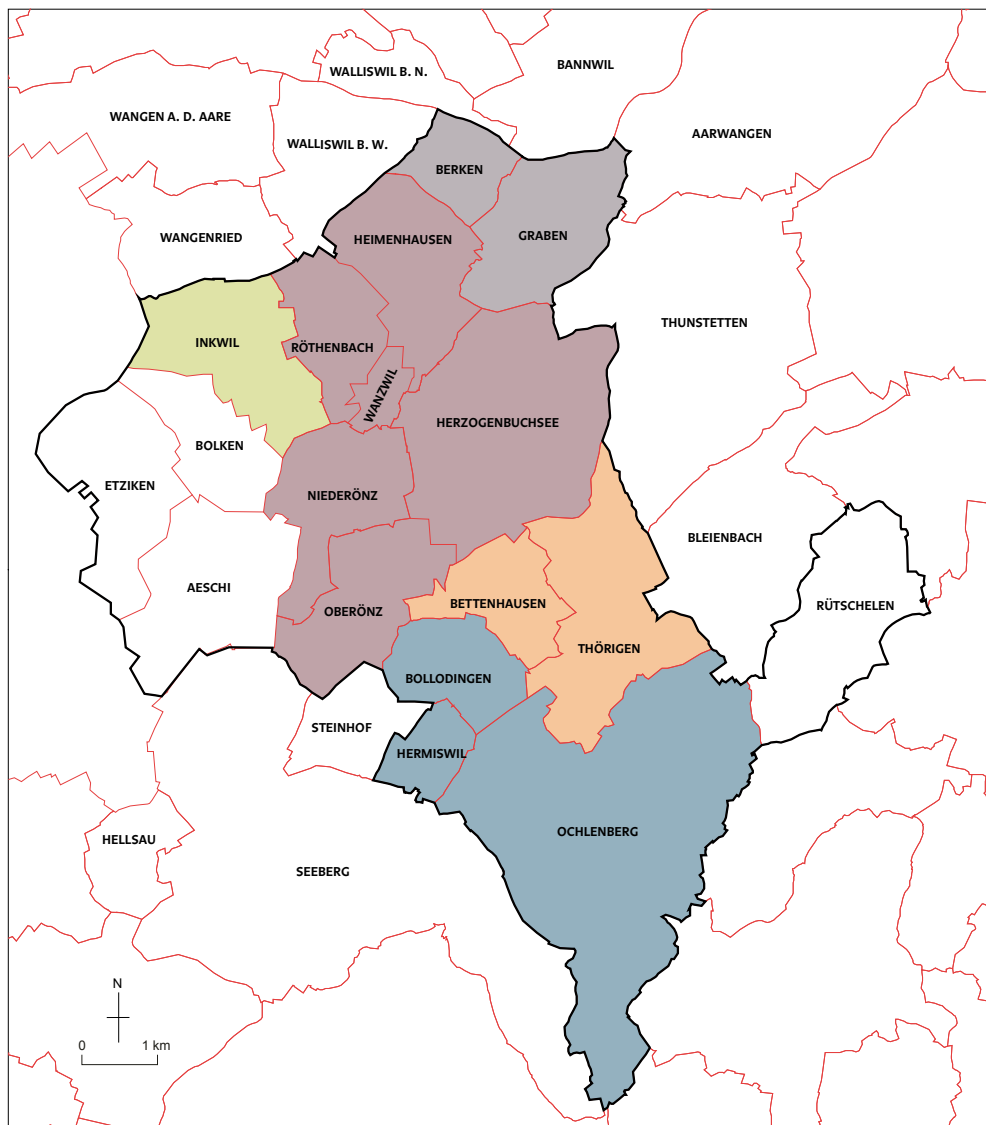 BANNWIL
WALLISWIL B. N.
WANGEN A. D. AARE
AARWANGEN
WALLISWIL B. W.
BERKEN
GRABEN
WANGENRIED
HEIMENHAUSEN
THUNSTETTEN
INKWIL
RÖTHENBACH
WANZWIL
HERZOGENBUCHSEE
BOLKEN
ETZIKEN
NIEDERÖNZ
BLEIENBACH
AESCHI
BETTENHAUSEN
RÜTSCHELEN
OBERÖNZ
THÖRIGEN
BOLLODINGEN
STEINHOF
HERMISWIL
OCHLENBERG
HELLSAU
SEEBERG
N
0 1 km